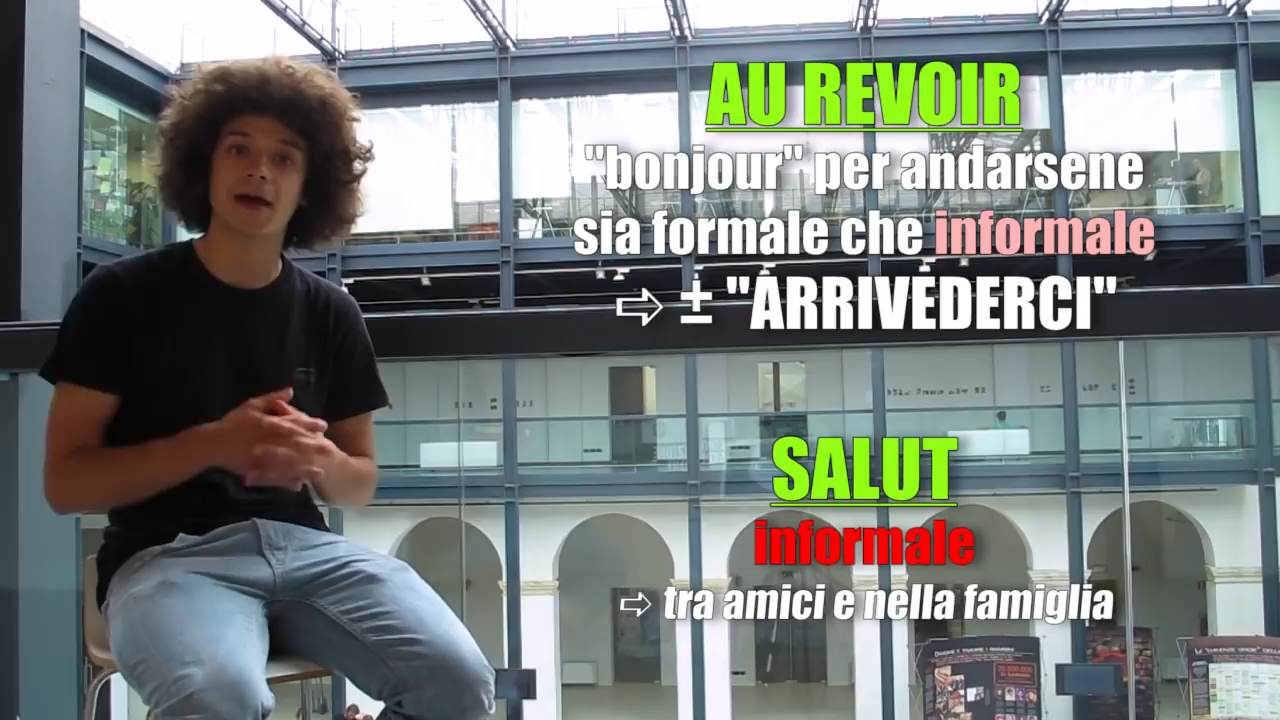 AU REVOIR
"bonjour" per andarsene
sia formale che informale
⇨ ± "ARRIVEDERCI"
SALUT
informale
⇨ tra amici e nella famiglia